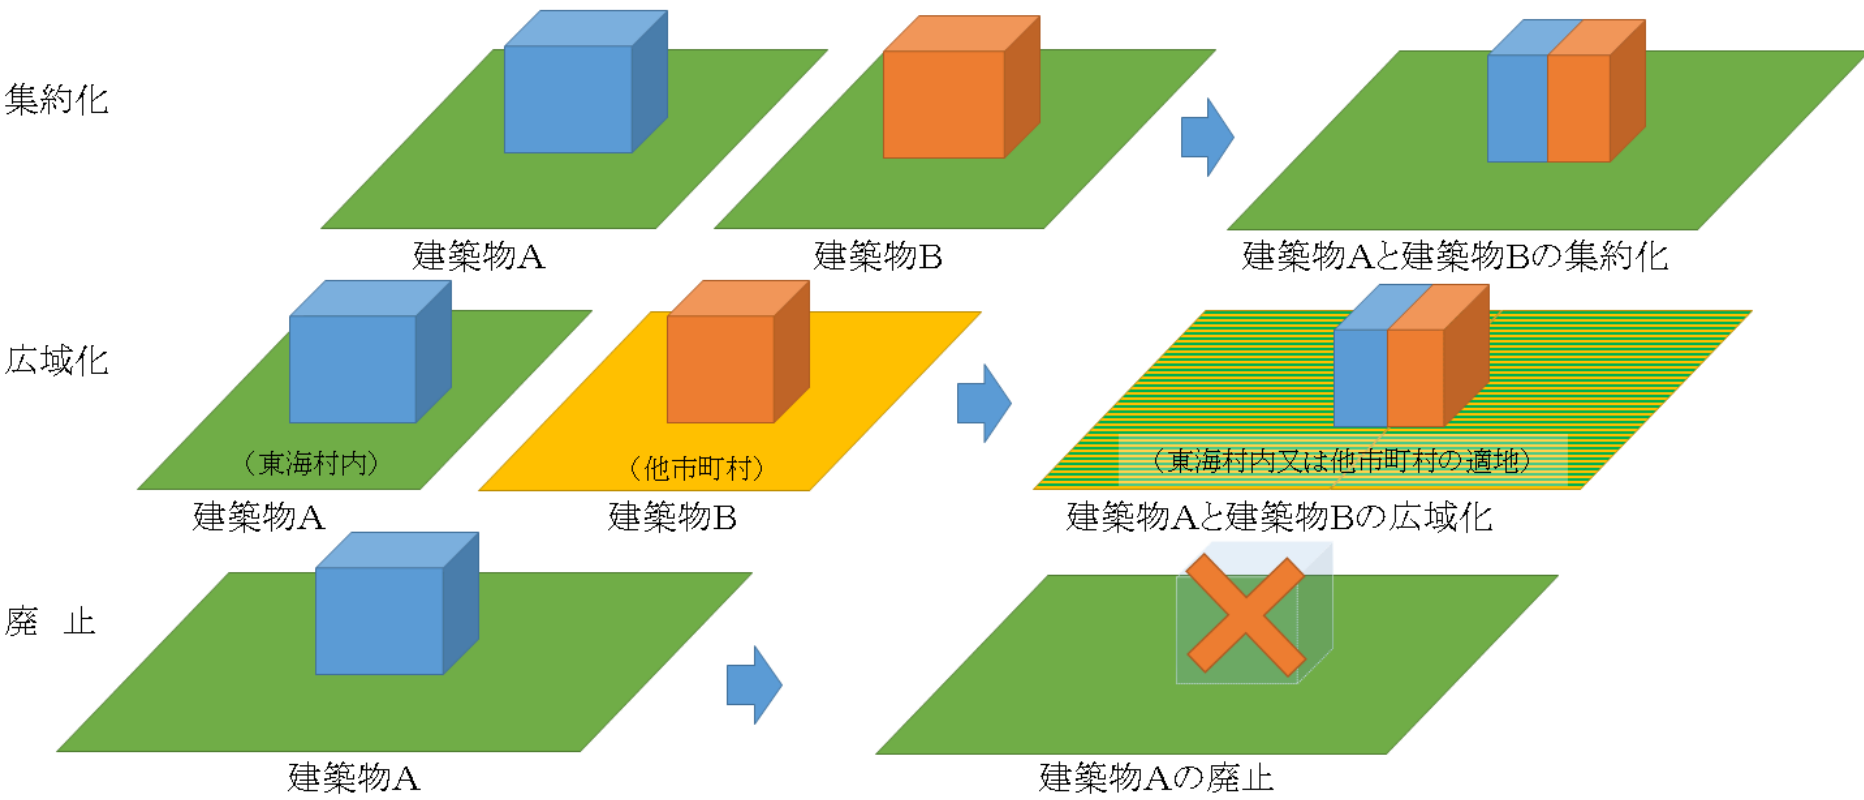 集約化
建築物A
建築物B
建築物Aと建築物Bの集約化
広域化
（東海村内）
（他市町村）
（東海村内又は他市町村の適地）
建築物A
建築物B
建築物Aと建築物Bの広域化
廃　止
建築物A
建築物Aの廃止